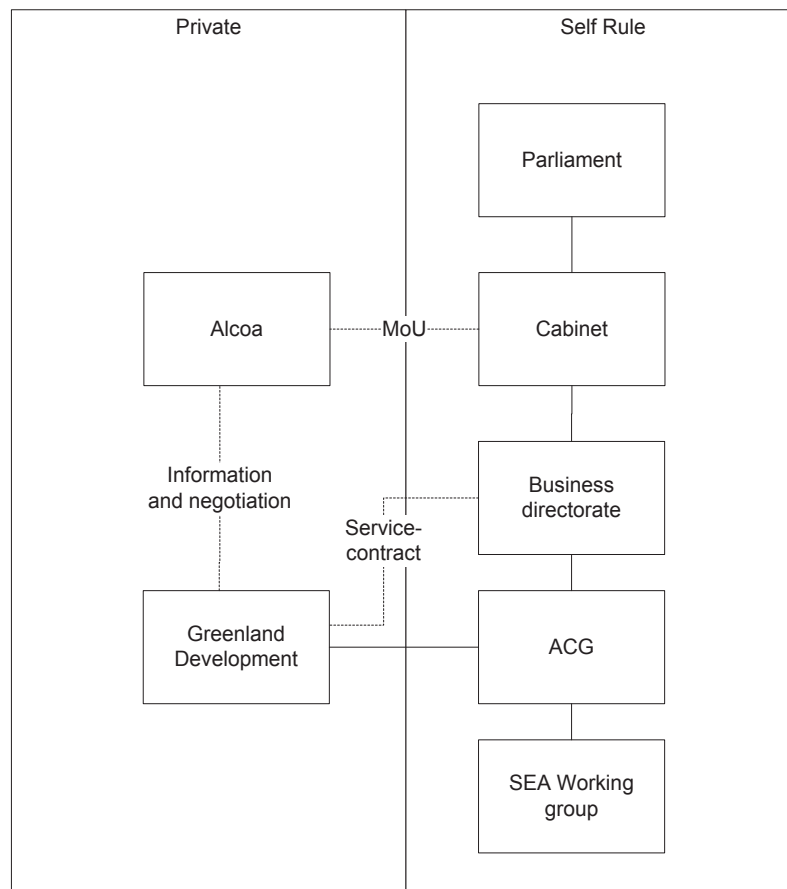 Private
Self Rule
Parliament
Alcoa
MoU
Cabinet
Information
and negotiation
Business
directorate
Service-
contract
Greenland
Development
ACG
SEA Working
group